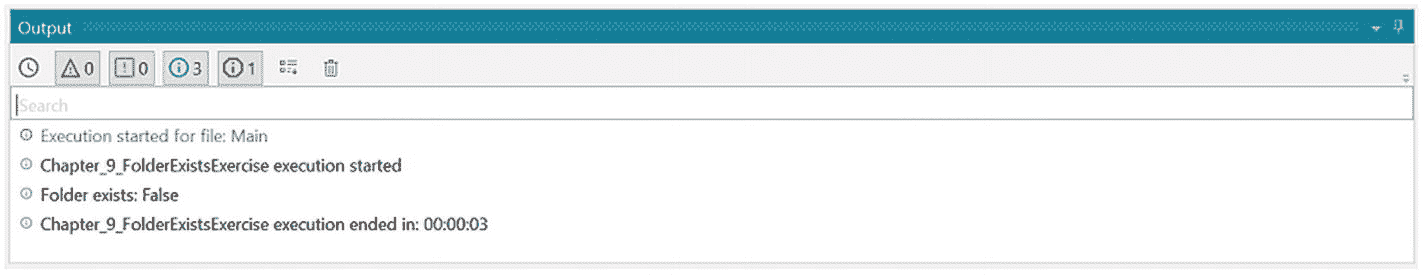 Output
0 0 3 1
Search
Execution started for file: Main
Chapter_9_FolderExistsExercise execution started
Folder exists: False
Chapter_9_FolderExistsExercise execution ended in: 00:00:03